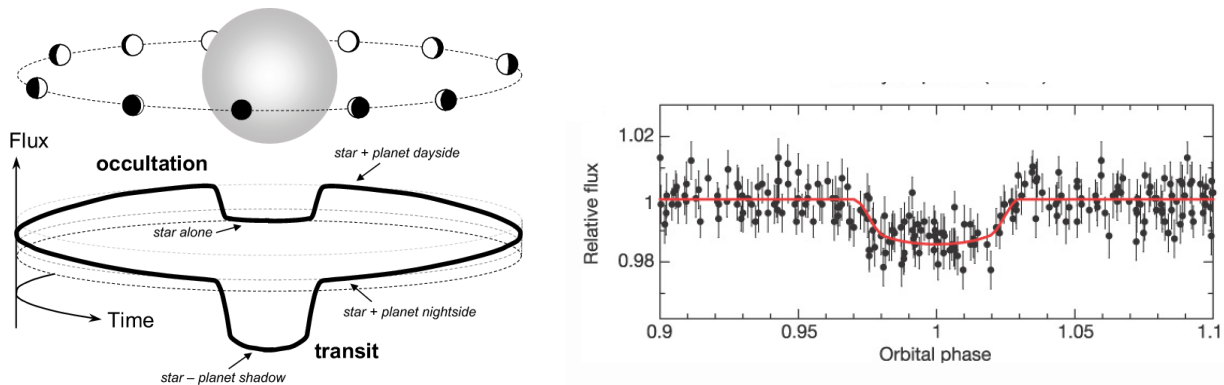 Flux
occultation
star + planet dayside
star alone
Time
star + planet nightside
transit
star – planet shadow
Relative flux
1.02
1
0.98
0.9
0.95
1
1.05
1.1
Orbital phase